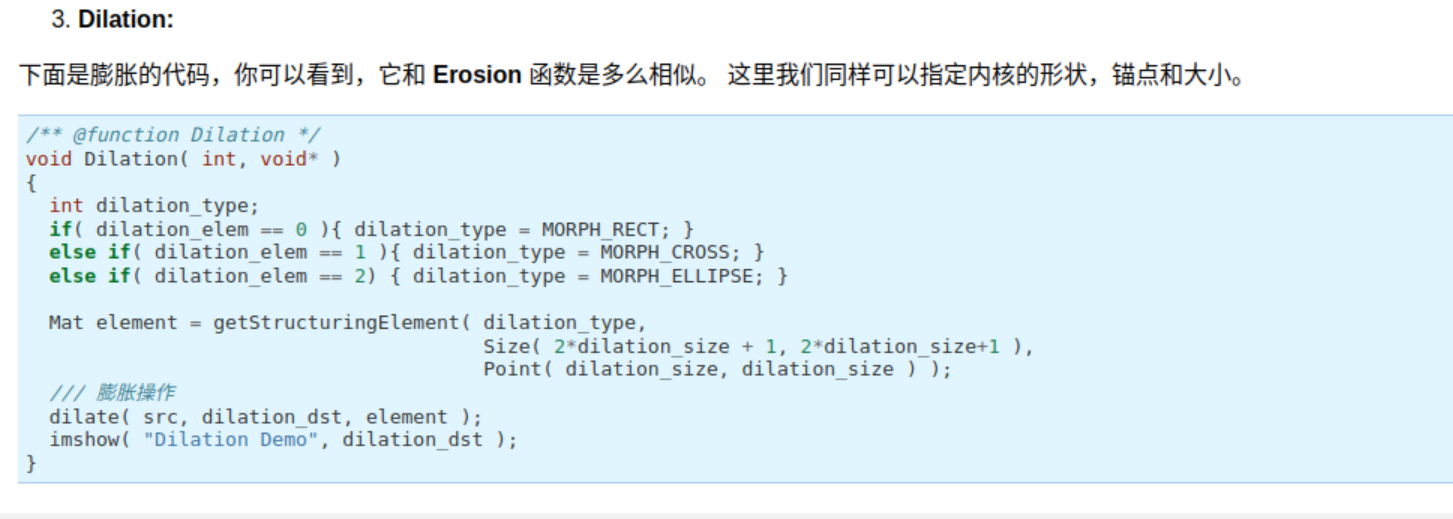 3. Dilation:
下面是膨胀的代码，你可以看到，它和 Erosion 函数是多么相似。 这里我们同样可以指定内核的形状，锚点和大小。
/** @function Dilation */
void Dilation( int, void* )
{
  int dilation_type;
  if( dilation_elem == 0 ){ dilation_type = MORPH_RECT; }
  else if( dilation_elem == 1 ){ dilation_type = MORPH_CROSS; }
  else if( dilation_elem == 2) { dilation_type = MORPH_ELLIPSE; }

  Mat element = getStructuringElement( dilation_type,
                                       Size( 2*dilation_size + 1, 2*dilation_size+1 ),
                                       Point( dilation_size, dilation_size ) );
  /// 膨胀操作
  dilate( src, dilation_dst, element );
  imshow( "Dilation Demo", dilation_dst );
}